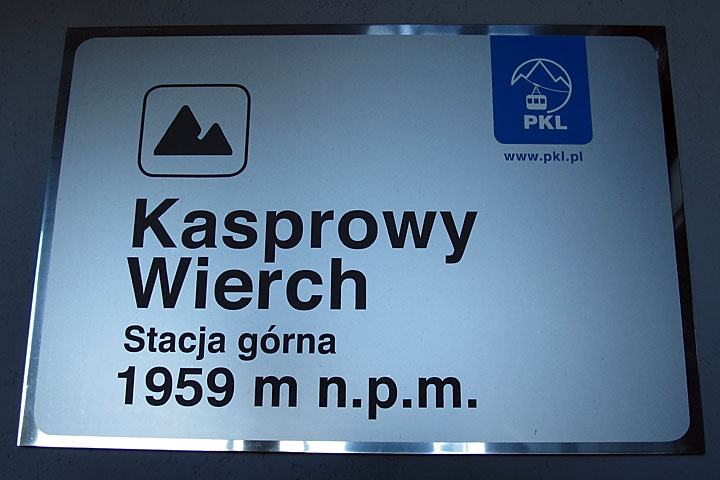 PKL
www.pkl.pl
Kasprowy
Wierch
Stacja górna
1959 m n.p.m.